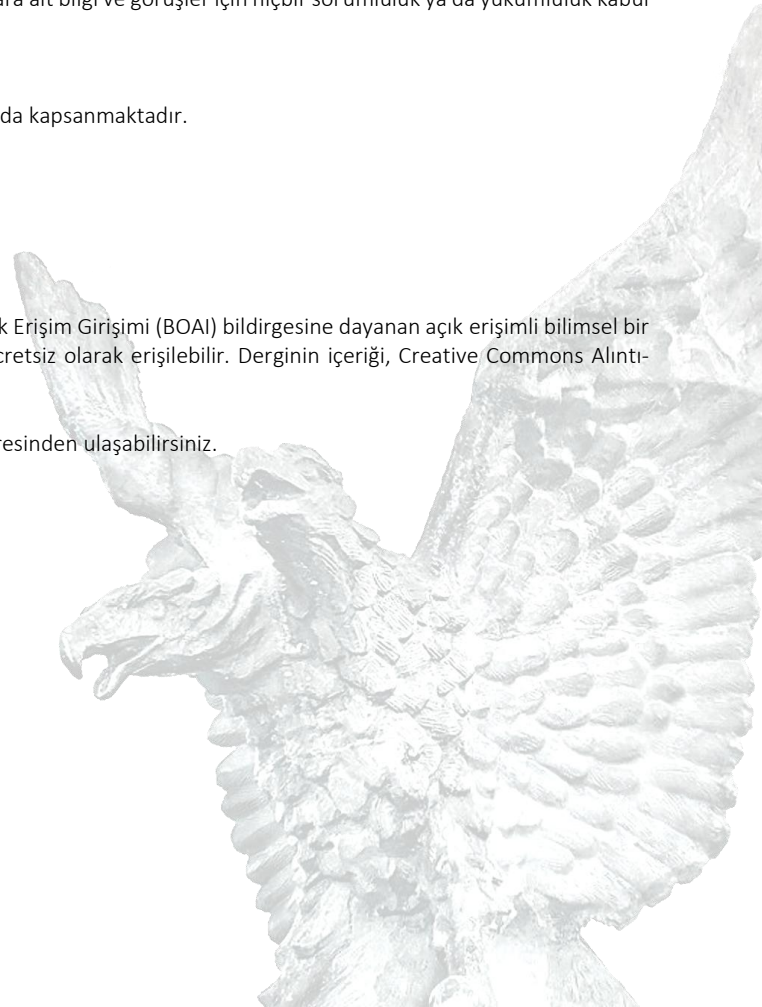 ait bilgi ve görüşler için hiçbir sorumluluk ya da yükümlülük kabul
da kapsanmaktadır.
k Erişim Girişimi (BOAI) bildirgesine dayanan açık erişimli bilimsel bir
cretsiz olarak erişilebilir. Derginin içeriği, Creative Commons Alıntı-
resinden ulaşabilirsiniz.